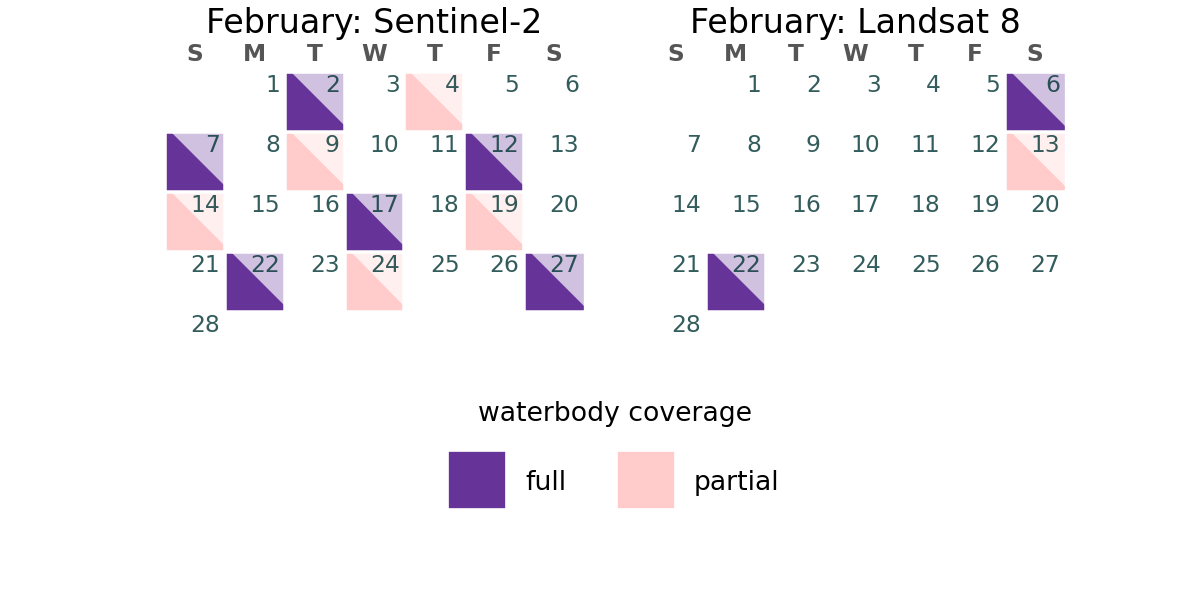 February: Sentinel-2
S M T W T F S
1 2 3 4 5 6
7 8 9 10 11 12 13
14 15 16 17 18 19 20
21 22 23 24 25 26 27
28
February: Landsat 8
S M T W T F S
1 2 3 4 5 6
7 8 9 10 11 12 13
14 15 16 17 18 19 20
21 22 23 24 25 26 27
28
waterbody coverage
full
partial